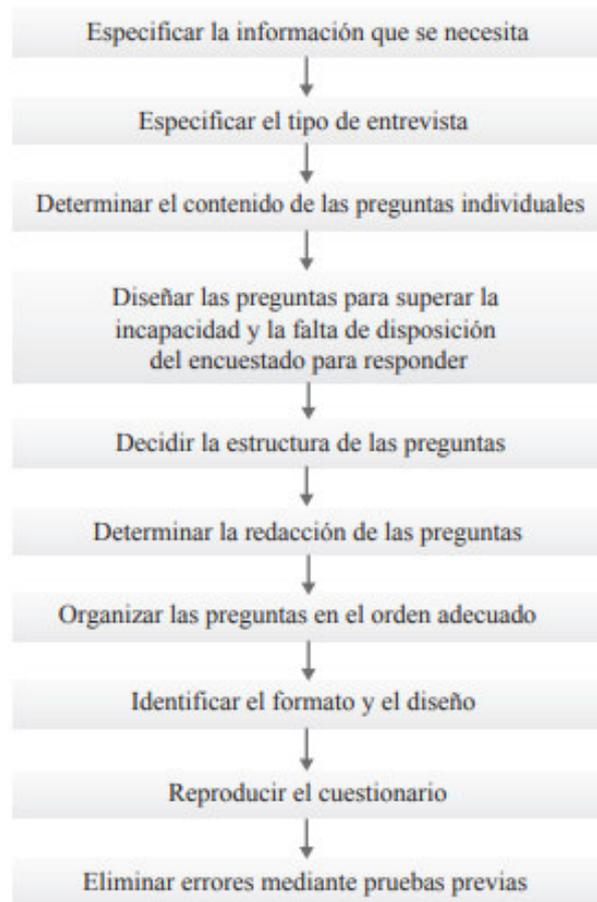 Especificar la información que se necesita
Especificar el tipo de entrevista
Determinar el contenido de las preguntas individuales
Diseñar las preguntas para superar la
incapacidad y la falta de disposición
del encuestado para responder
Decidir la estructura de las preguntas
Determinar la redacción de las preguntas
Organizar las preguntas en el orden adecuado
Identificar el formato y el diseño
Reproducir el cuestionario
Eliminar errores mediante pruebas previas